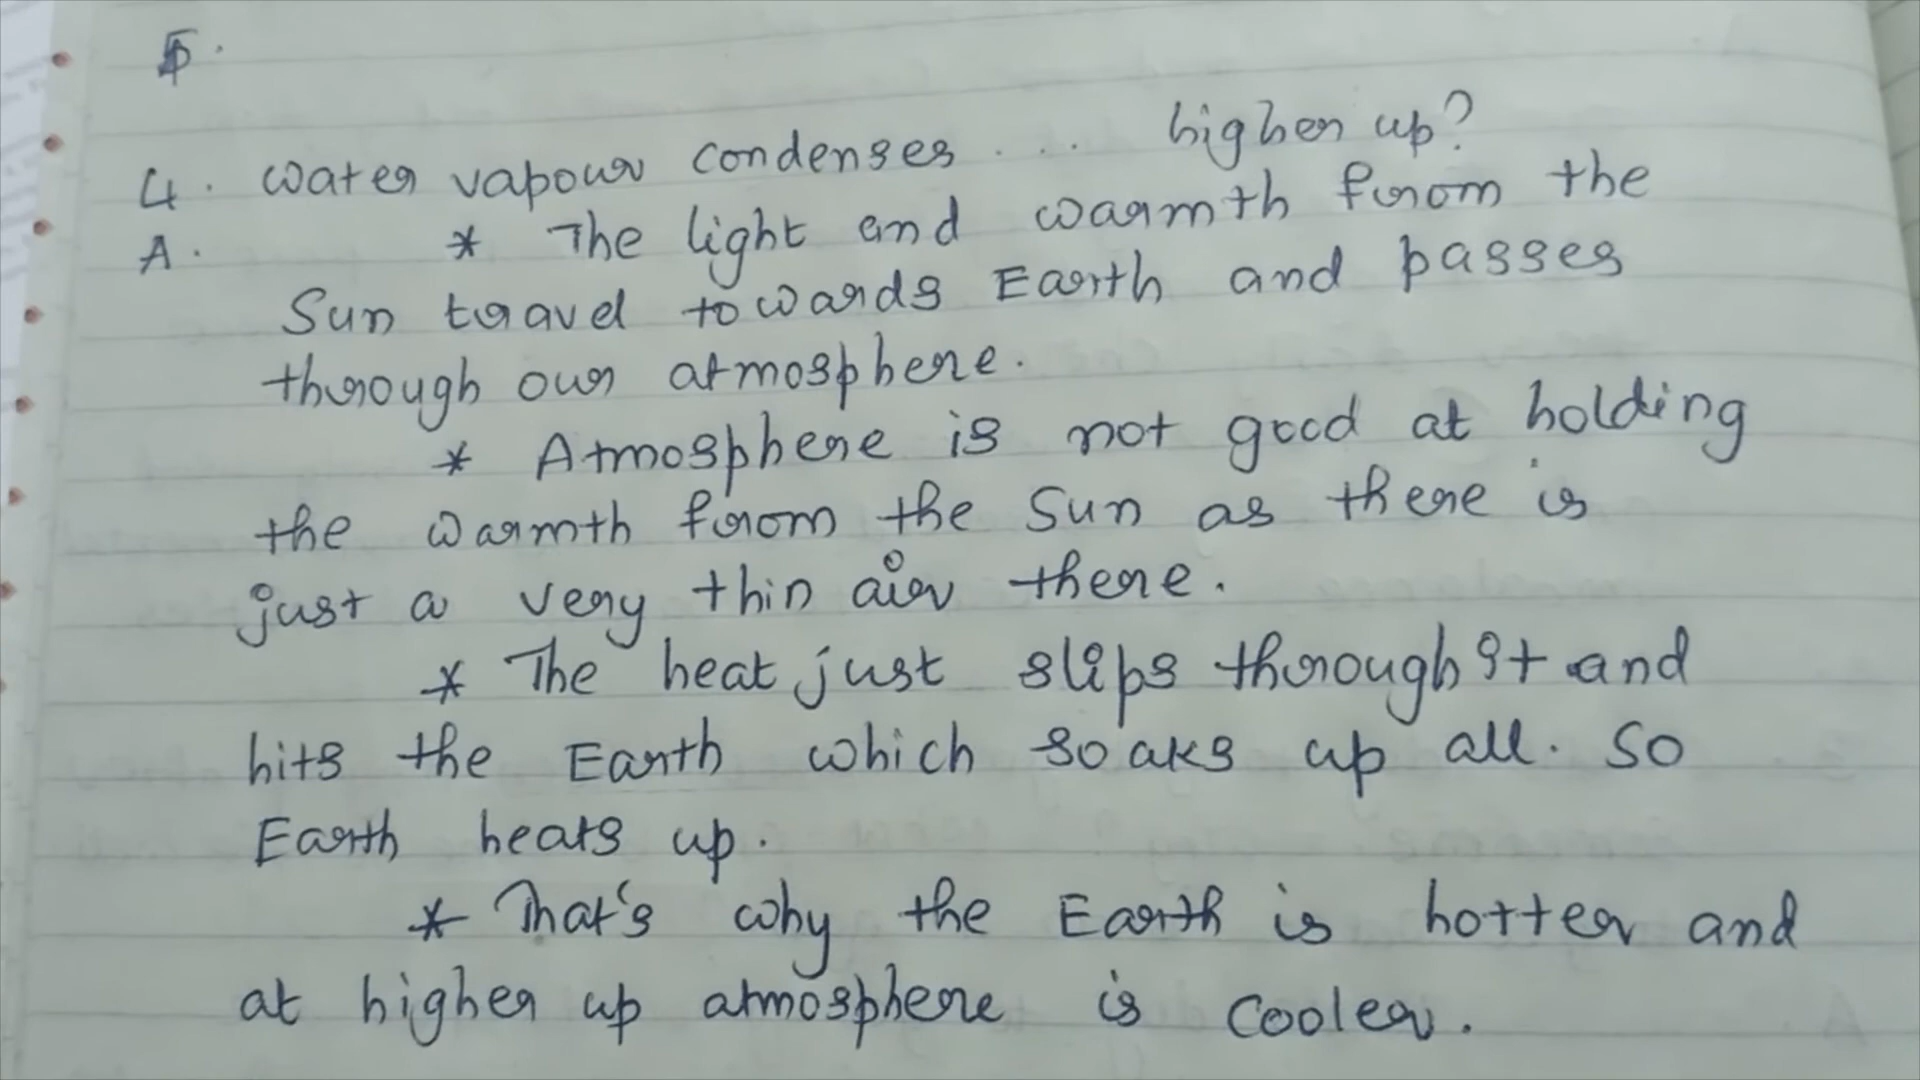 5.
4. Water vapour condenses .... higher up?
A. * The light and warmth from the
Sun travel towards Earth and passes
through our atmosphere.
* Atmosphere is not good at holding
the warmth from the Sun as there is
just a very thin air there.
* The heat just slips through it and
hits the Earth which soaks up all. So
Earth heats up.
* That's why the Earth is hotter and
at higher up atmosphere is cooler.